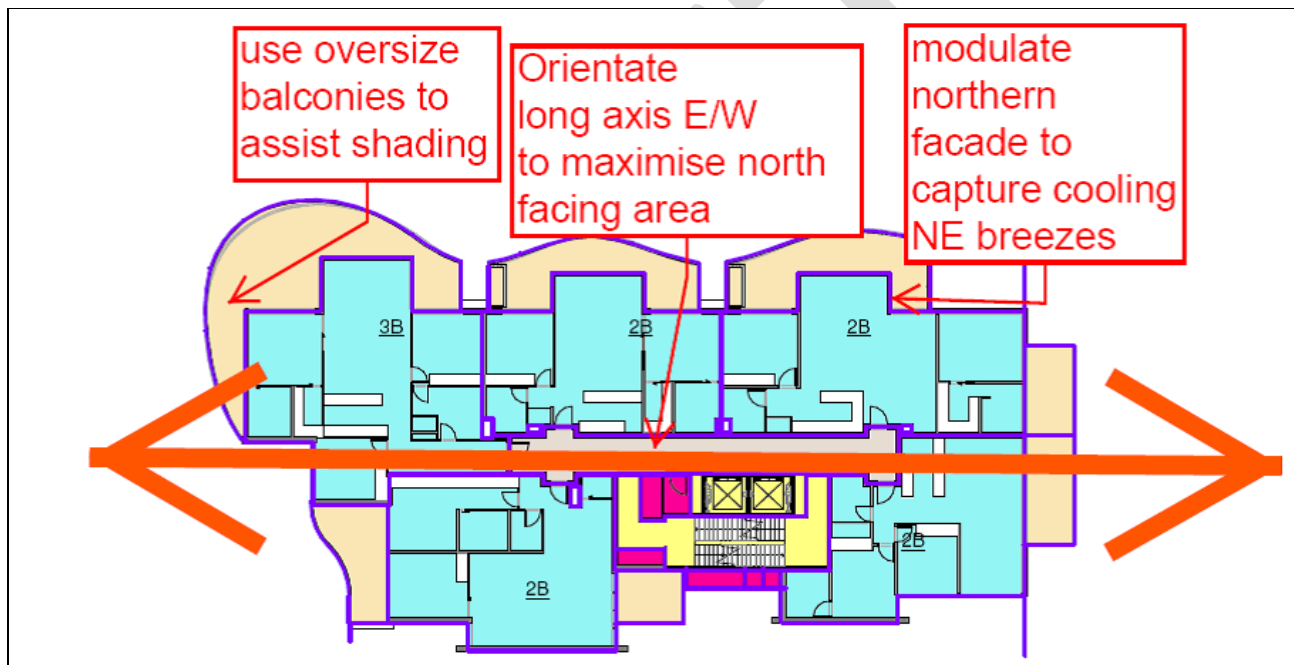 use oversize
balconies to
assist shading
Orientate
long axis E/W
to maximise north
facing area
modulate
northern
facade to
capture cooling
NE breezes
3B
2B
2B
2B
2B